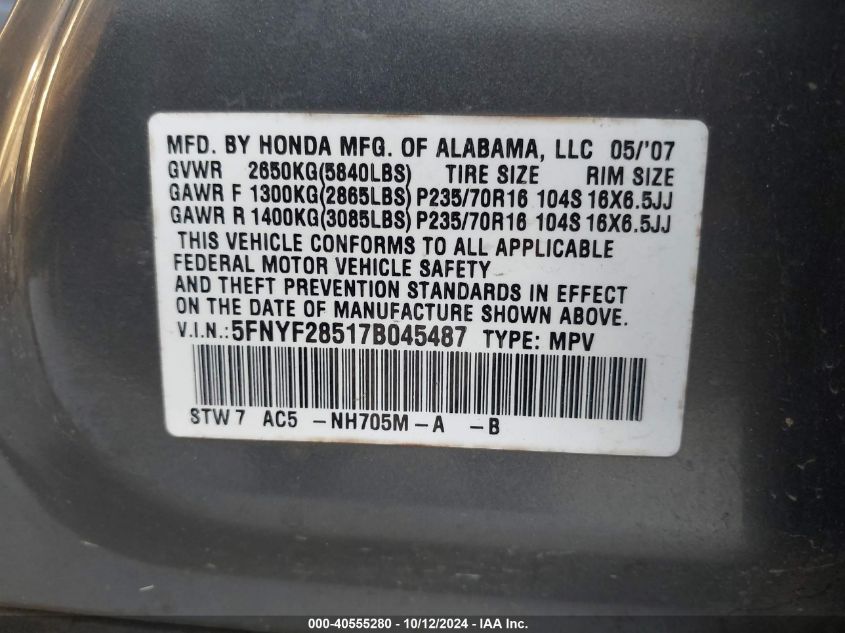 MFD. BY HONDA MFG. OF ALABAMA, LLC 05/'07
GVWR 2650KG(5840LBS) TIRE SIZE RIM SIZE
GAWR F 1300KG(2865LBS) P235/70R16 104S 16X6.5JJ
GAWR R 1400KG(3085LBS) P235/70R16 104S 16X6.5JJ
THIS VEHICLE CONFORMS TO ALL APPLICABLE
FEDERAL MOTOR VEHICLE SAFETY
AND THEFT PREVENTION STANDARDS IN EFFECT
ON THE DATE OF MANUFACTURE SHOWN ABOVE.
V.I.N.:5FNYF28517B045487 TYPE: MPV
STW7 AC5 -NH705M-A -B
000-40555280 - 10/12/2024 - IAA Inc.